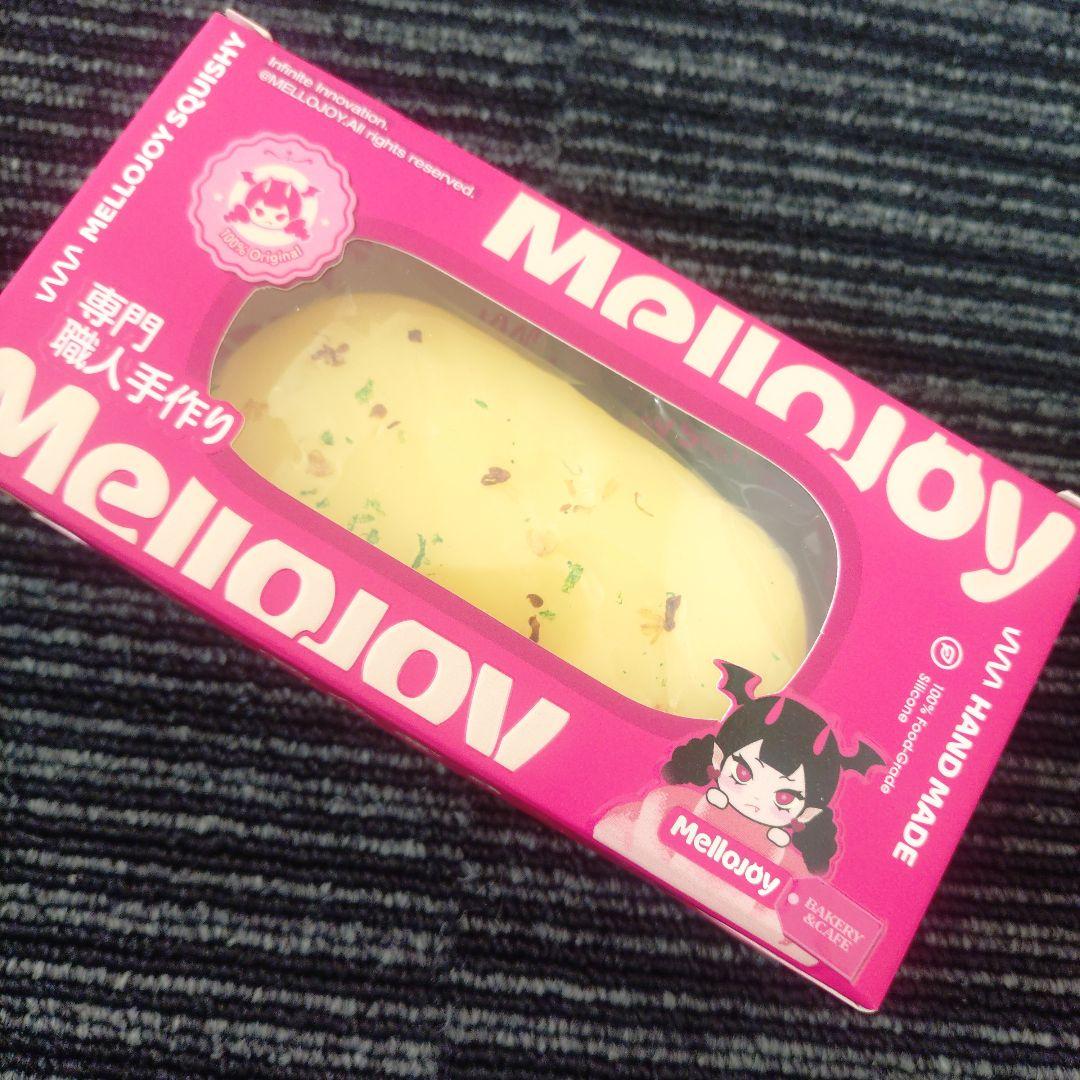 Infinite Innovation.
@MELLOJOY.All rights reserved.
MELLOJOY SQUISHY
100% Original
Mellojoy
専門
職人手作り
Mellojoy
HAND MADE
100% Food-Grade
Silicone
Mellojoy
BAKERY
&CAFE